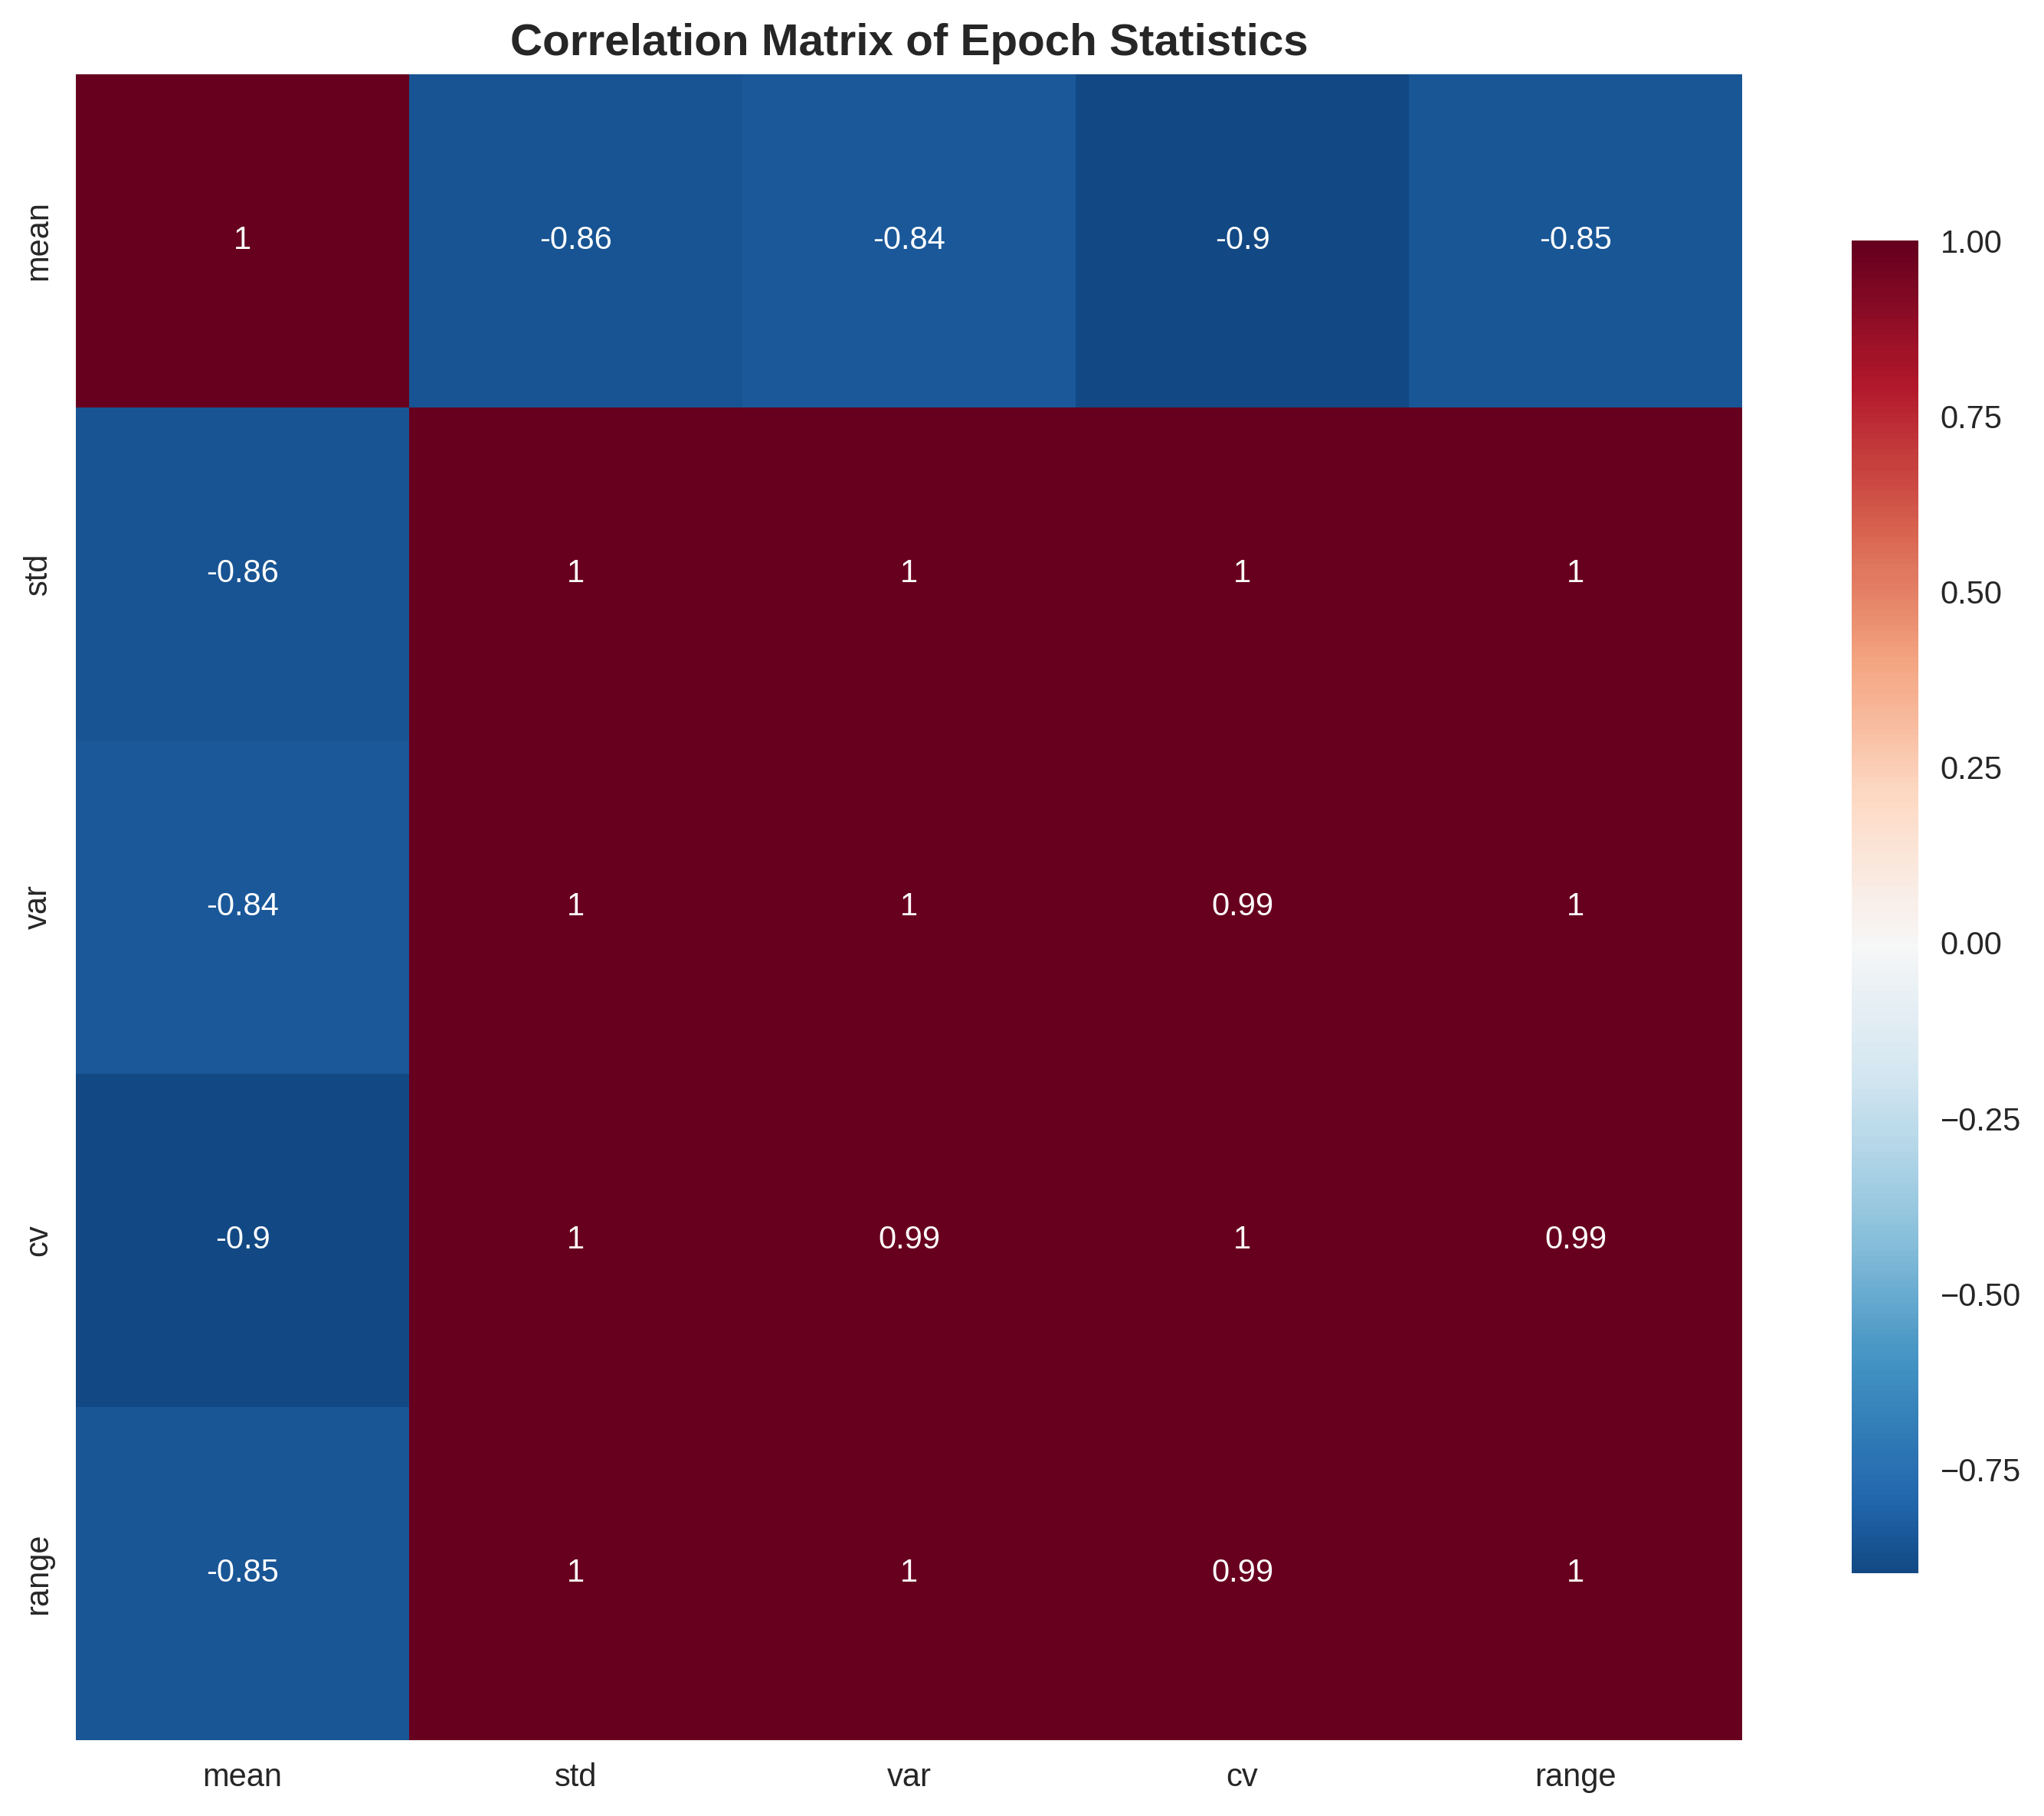 Correlation Matrix of Epoch Statistics
mean 1 -0.86 -0.84 -0.9 -0.85
std -0.86 1 1 1 1
var -0.84 1 1 0.99 1
cv -0.9 1 0.99 1 0.99
range -0.85 1 1 0.99 1
mean std var cv range
1.00
0.75
0.50
0.25
0.00
−0.25
−0.50
−0.75